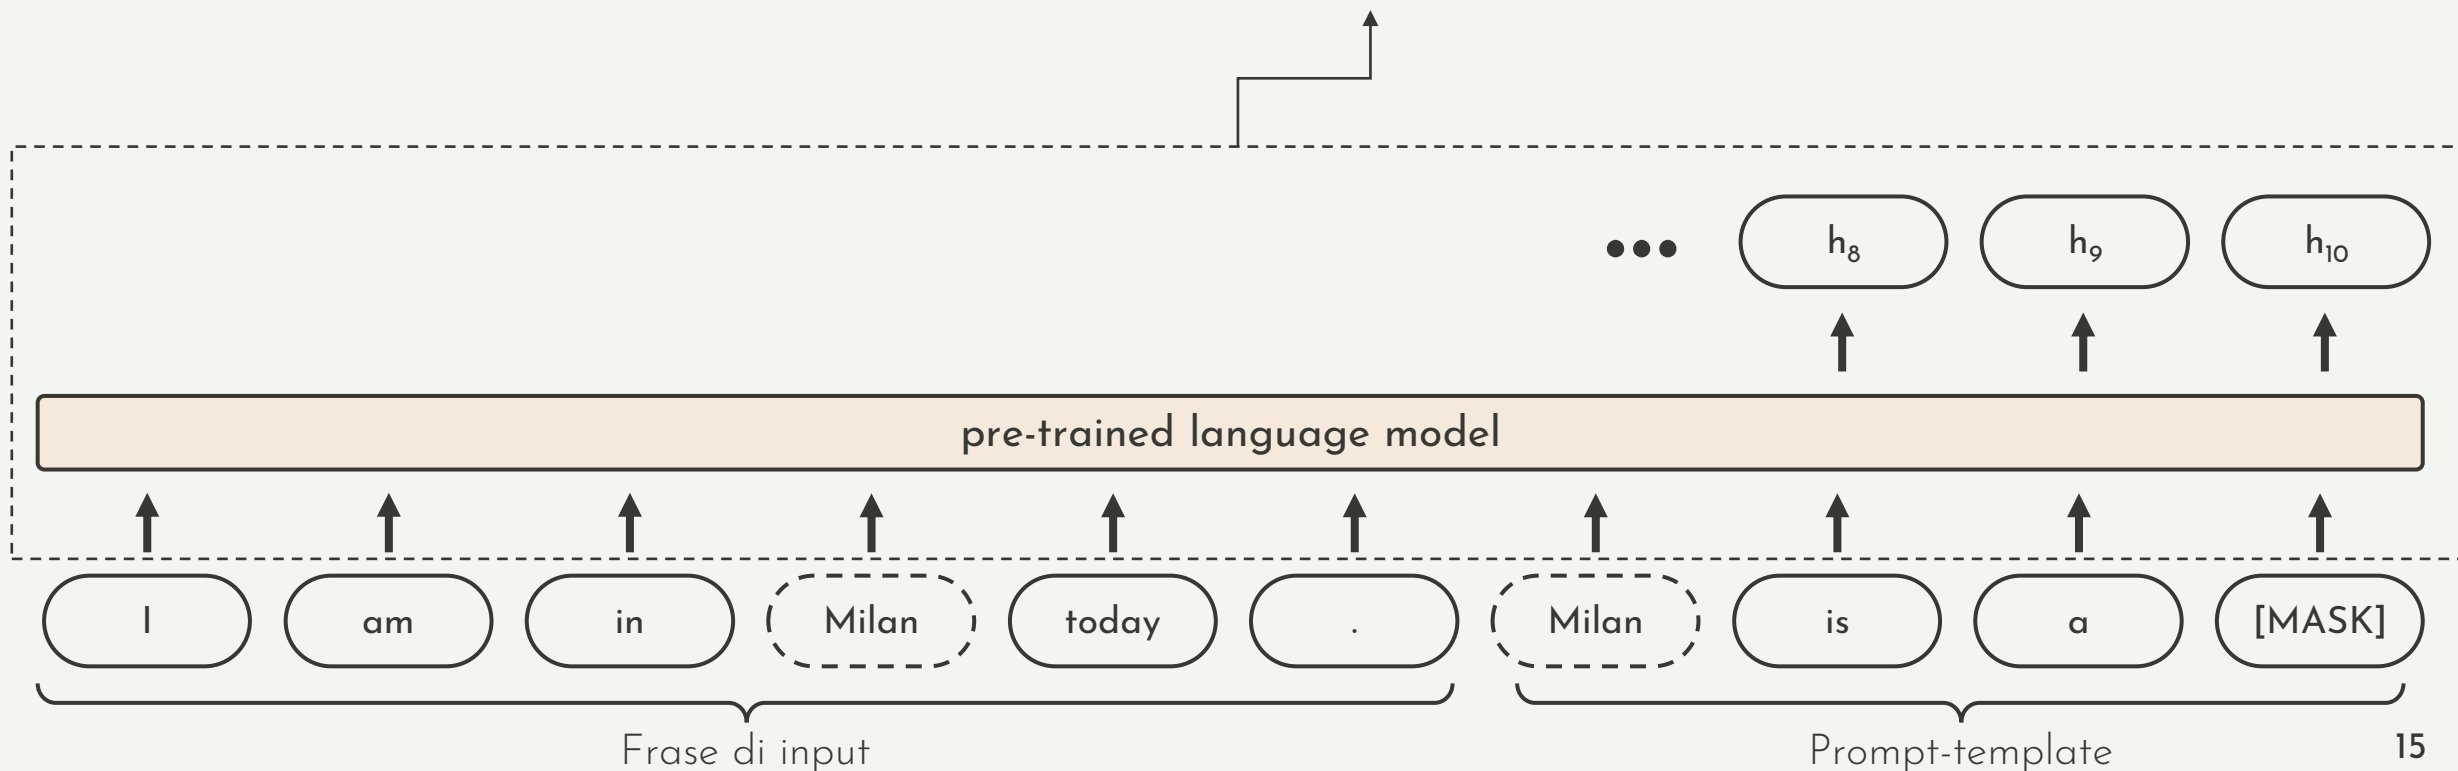 ••• h₈ h₉ h₁₀
pre-trained language model
I am in Milan today . Milan is a [MASK]
Frase di input Prompt-template 15